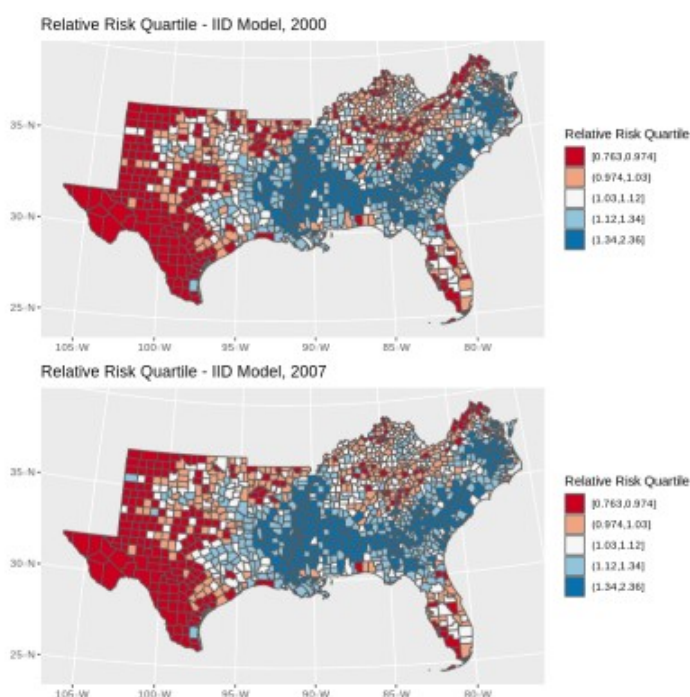 Relative Risk Quartile - IID Model, 2000
35°N
30°N
25°N
105°W 100°W 95°W 90°W 85°W 80°W
Relative Risk Quartile
[0.763,0.974]
(0.974,1.03]
(1.03,1.12]
(1.12,1.34]
(1.34,2.36]
Relative Risk Quartile - IID Model, 2007
35°N
30°N
25°N
105°W 100°W 95°W 90°W 85°W 80°W
Relative Risk Quartile
[0.763,0.974]
(0.974,1.03]
(1.03,1.12]
(1.12,1.34]
(1.34,2.36]